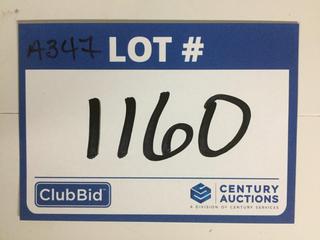 A347 LOT #
1160
ClubBid
CENTURY
AUCTIONS
A DIVISION OF CENTURY SERVICES